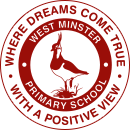 WHERE DREAMS COME TRUE
WEST MINSTER
PRIMARY SCHOOL
WITH A POSITIVE VIEW